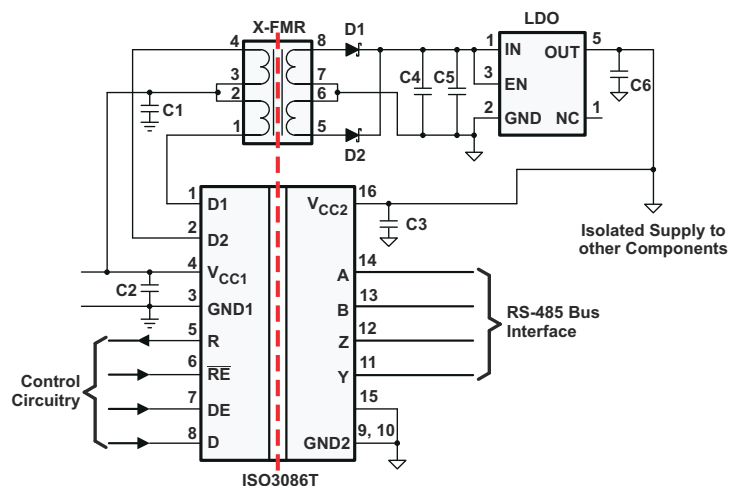 X-FMR
4
3
2
1
8
7
6
5
D1
D2
C1
C4
C5
LDO
1 IN
3 EN
2 GND
OUT 5
NC 1
C6
Isolated Supply to
other Components
1 D1
2 D2
4 VCC1
3 GND1
5 R
6 RE
7 DE
8 D
C2
VCC2 16
C3
A 14
B 13
Z 12
Y 11
15
GND2 9, 10
RS-485 Bus
Interface
Control
Circuitry
ISO3086T